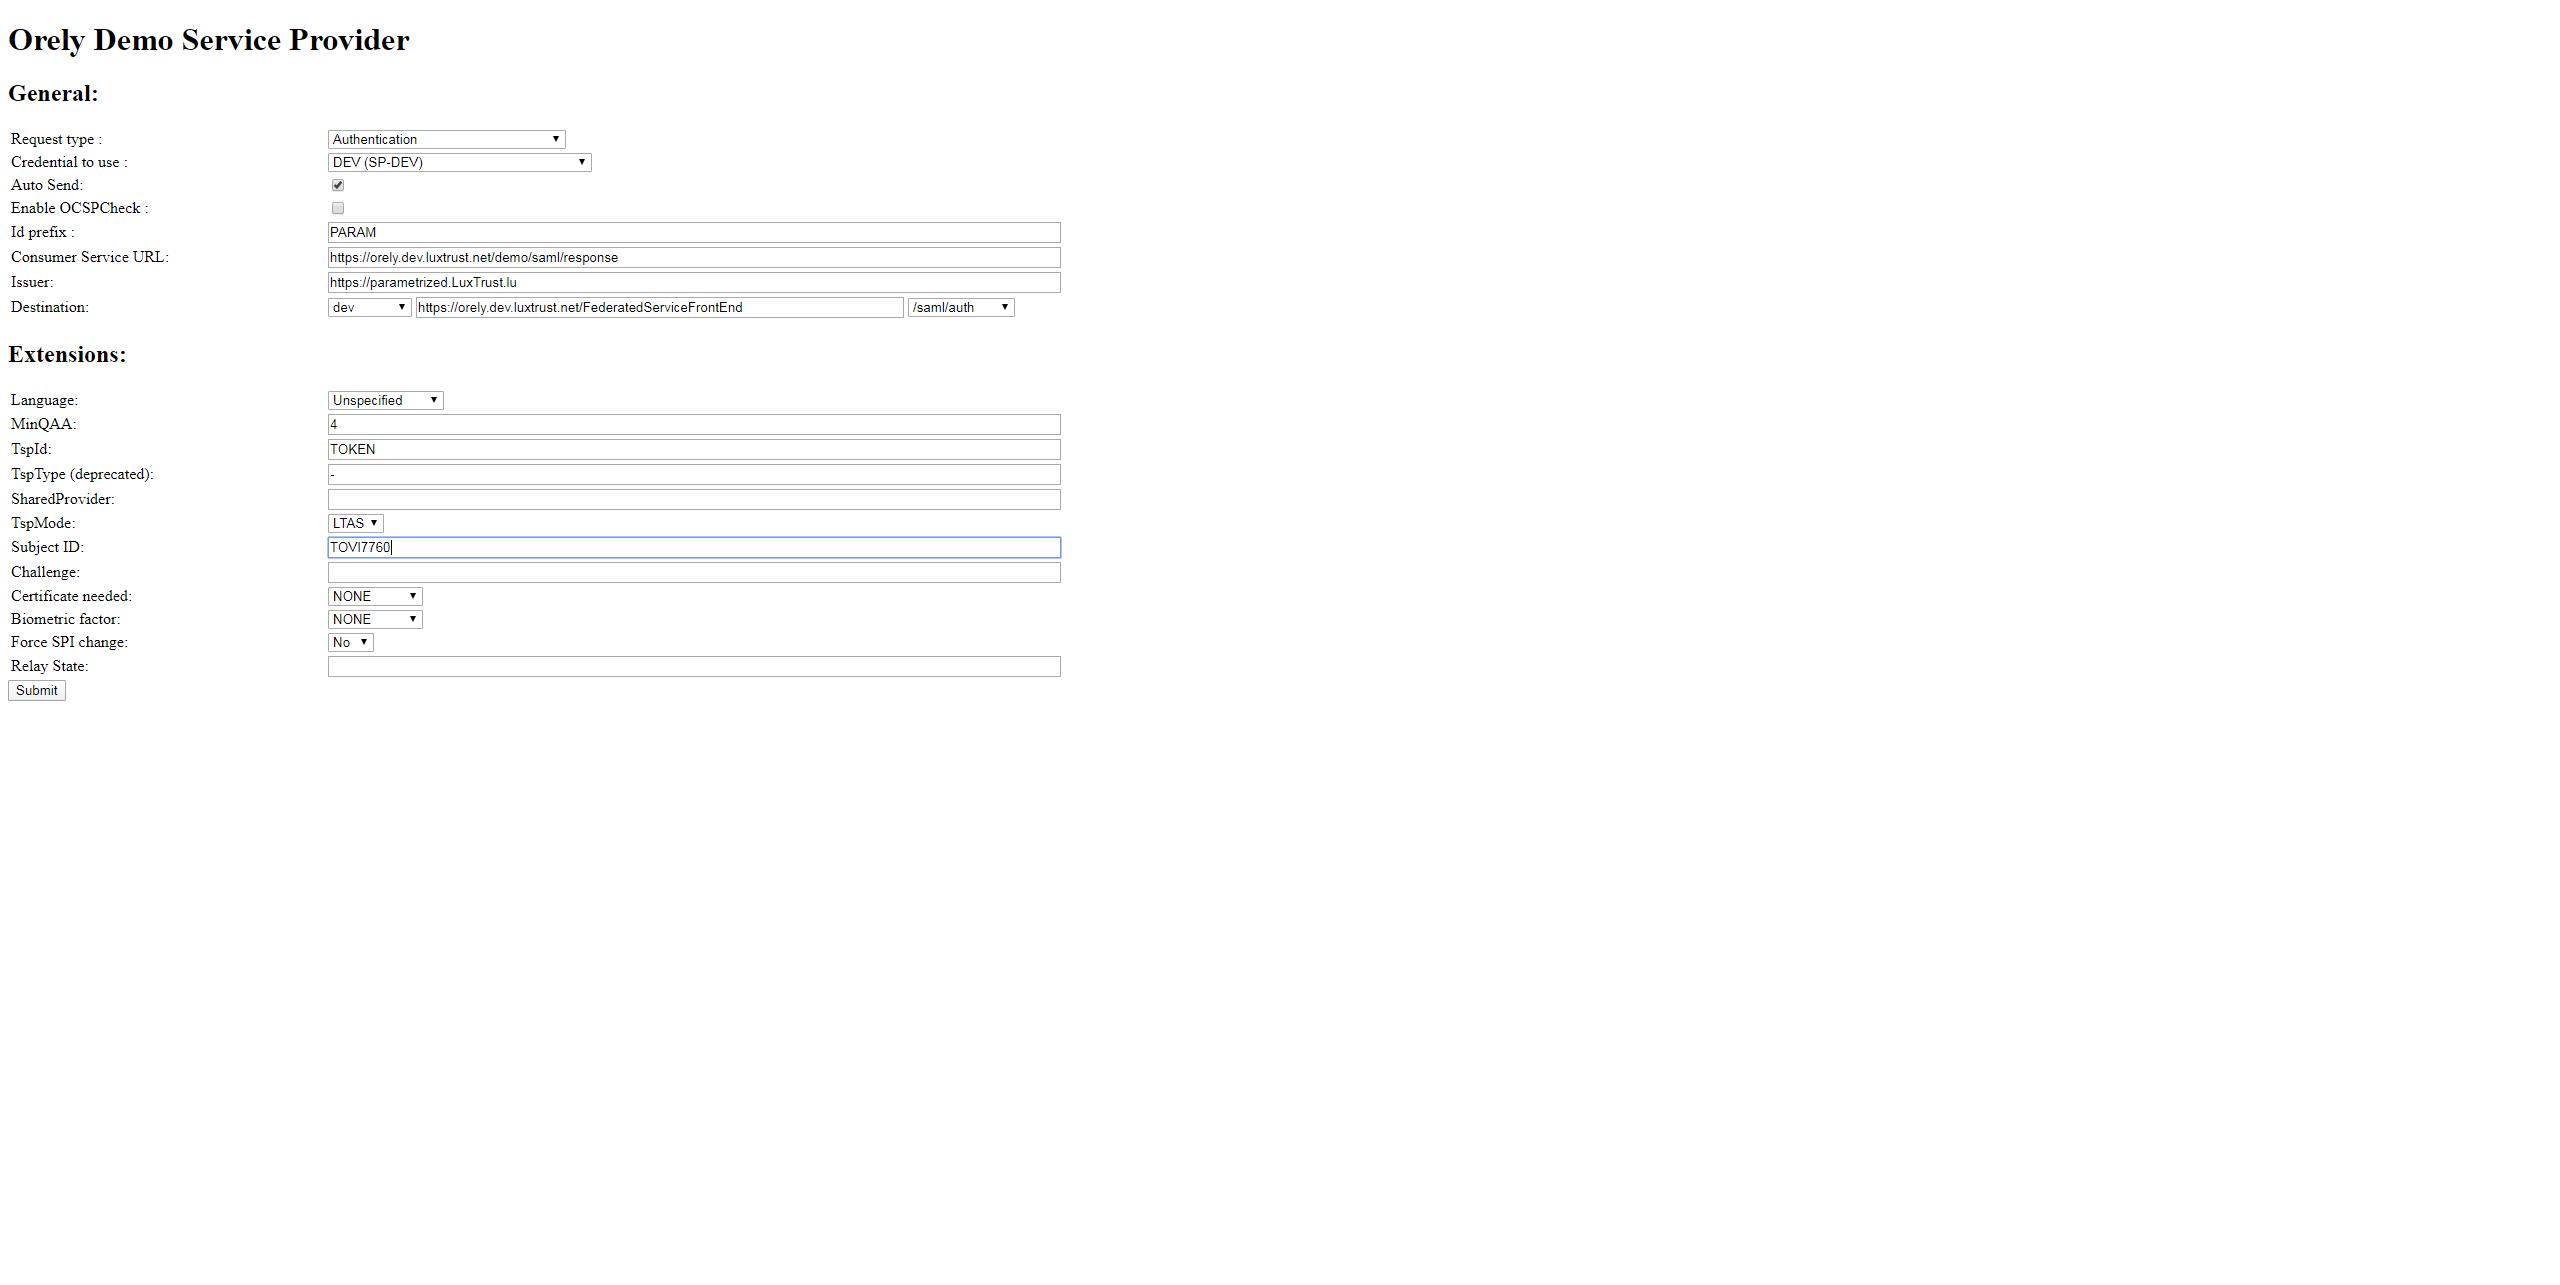 Orely Demo Service Provider
General:
Request type : Authentication
Credential to use : DEV (SP-DEV)
Auto Send:
Enable OCSPCheck :
Id prefix : PARAM
Consumer Service URL: https://orely.dev.luxtrust.net/demo/saml/response
Issuer: https://parametrized.LuxTrust.lu
Destination: dev https://orely.dev.luxtrust.net/FederatedServiceFrontEnd /saml/auth
Extensions:
Language: Unspecified
MinQAA: 4
TspId: TOKEN
TspType (deprecated): -
SharedProvider:
TspMode: LTAS
Subject ID: TOVI7760
Challenge:
Certificate needed: NONE
Biometric factor: NONE
Force SPI change: No
Relay State:
Submit